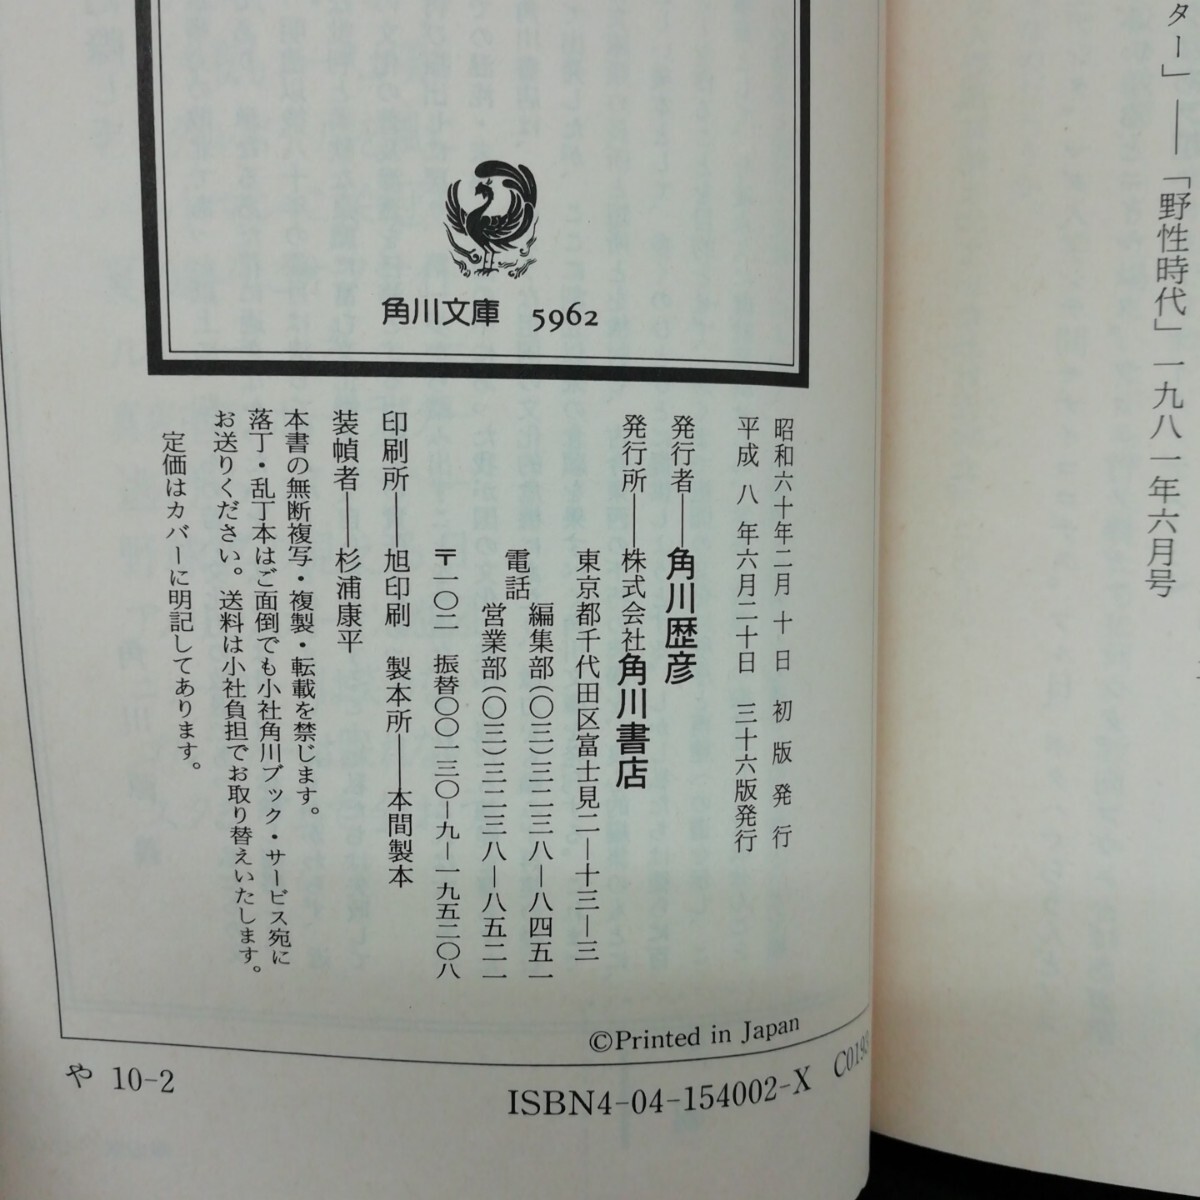 ター」――「野性時代」一九八一年六月号
角川文庫 5962
昭和六十年二月十日 初版発行
平成八年六月二十日 三十六版発行
発行者――角川歴彦
発行所――株式会社角川書店
東京都千代田区富士見二―十三―三
電話 編集部(〇三)三二三八―八四五一
営業部(〇三)三二三八―八五二一
〒一〇二 振替〇〇一三〇―九―一九五二〇八
印刷所――旭印刷 製本所――本間製本
装幀者――杉浦康平
本書の無断複写・複製・転載を禁じます。
落丁・乱丁本はご面倒でも小社角川ブック・サービス宛に
お送りください。送料は小社負担でお取り替えいたします。
定価はカバーに明記してあります。
©Printed in Japan
や 10-2
ISBN4-04-154002-X C0193